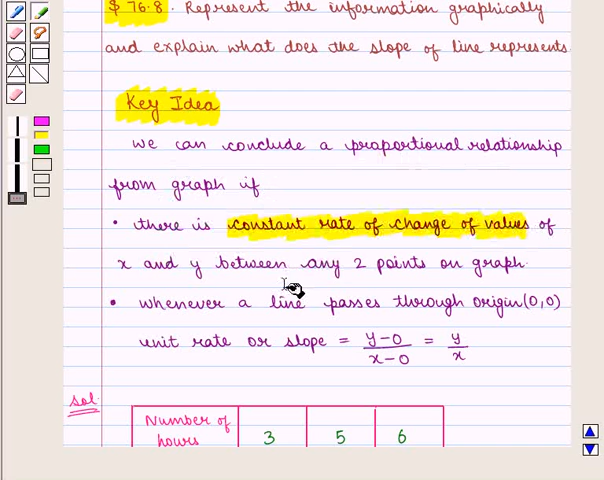 $ 76.8. Represent the information graphically
and explain what does the slope of line represents.
Key Idea
we can conclude a proportional relationship
from graph if
• there is constant rate of change of values of
x and y between any 2 points on graph.
• whenever a line passes through origin (0,0)
unit rate or slope = y-0/x-0 = y/x
Sol.
Number of hours 3 5 6